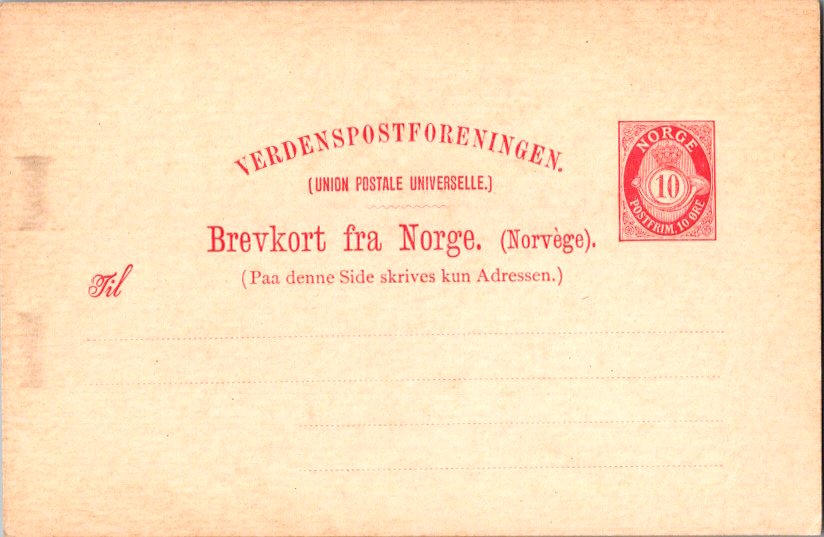 VERDENSPOSTFORENINGEN.
(UNION POSTALE UNIVERSELLE.)
NORGE
10
POSTFRIM. 10 ØRE
Brevkort fra Norge. (Norvège).
(Paa denne Side skrives kun Adressen.)
Til